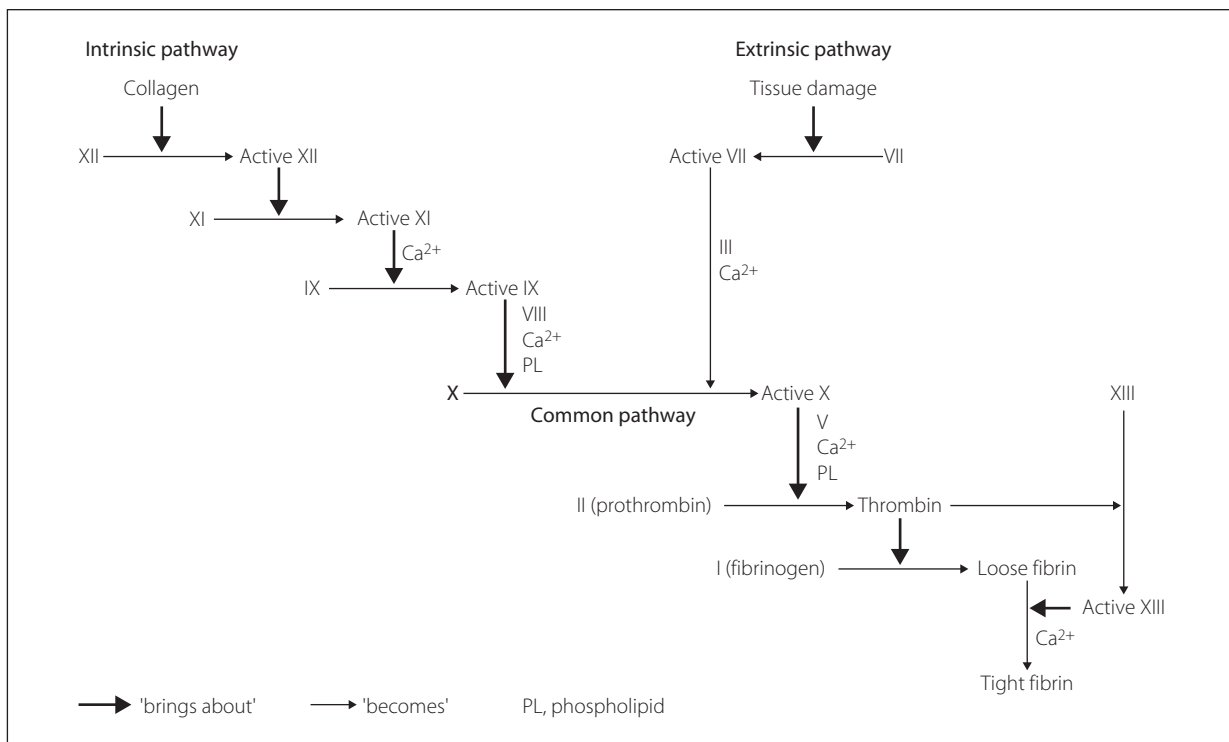 Intrinsic pathway
Extrinsic pathway
Collagen
Tissue damage
XII
Active XII
Active VII
VII
XI
Active XI
Ca2+
III
Ca2+
IX
Active IX
VIII
Ca2+
PL
X
Active X
XIII
Common pathway
V
Ca2+
PL
II (prothrombin)
Thrombin
I (fibrinogen)
Loose fibrin
Active XIII
Ca2+
Tight fibrin
'brings about'
'becomes'
PL, phospholipid